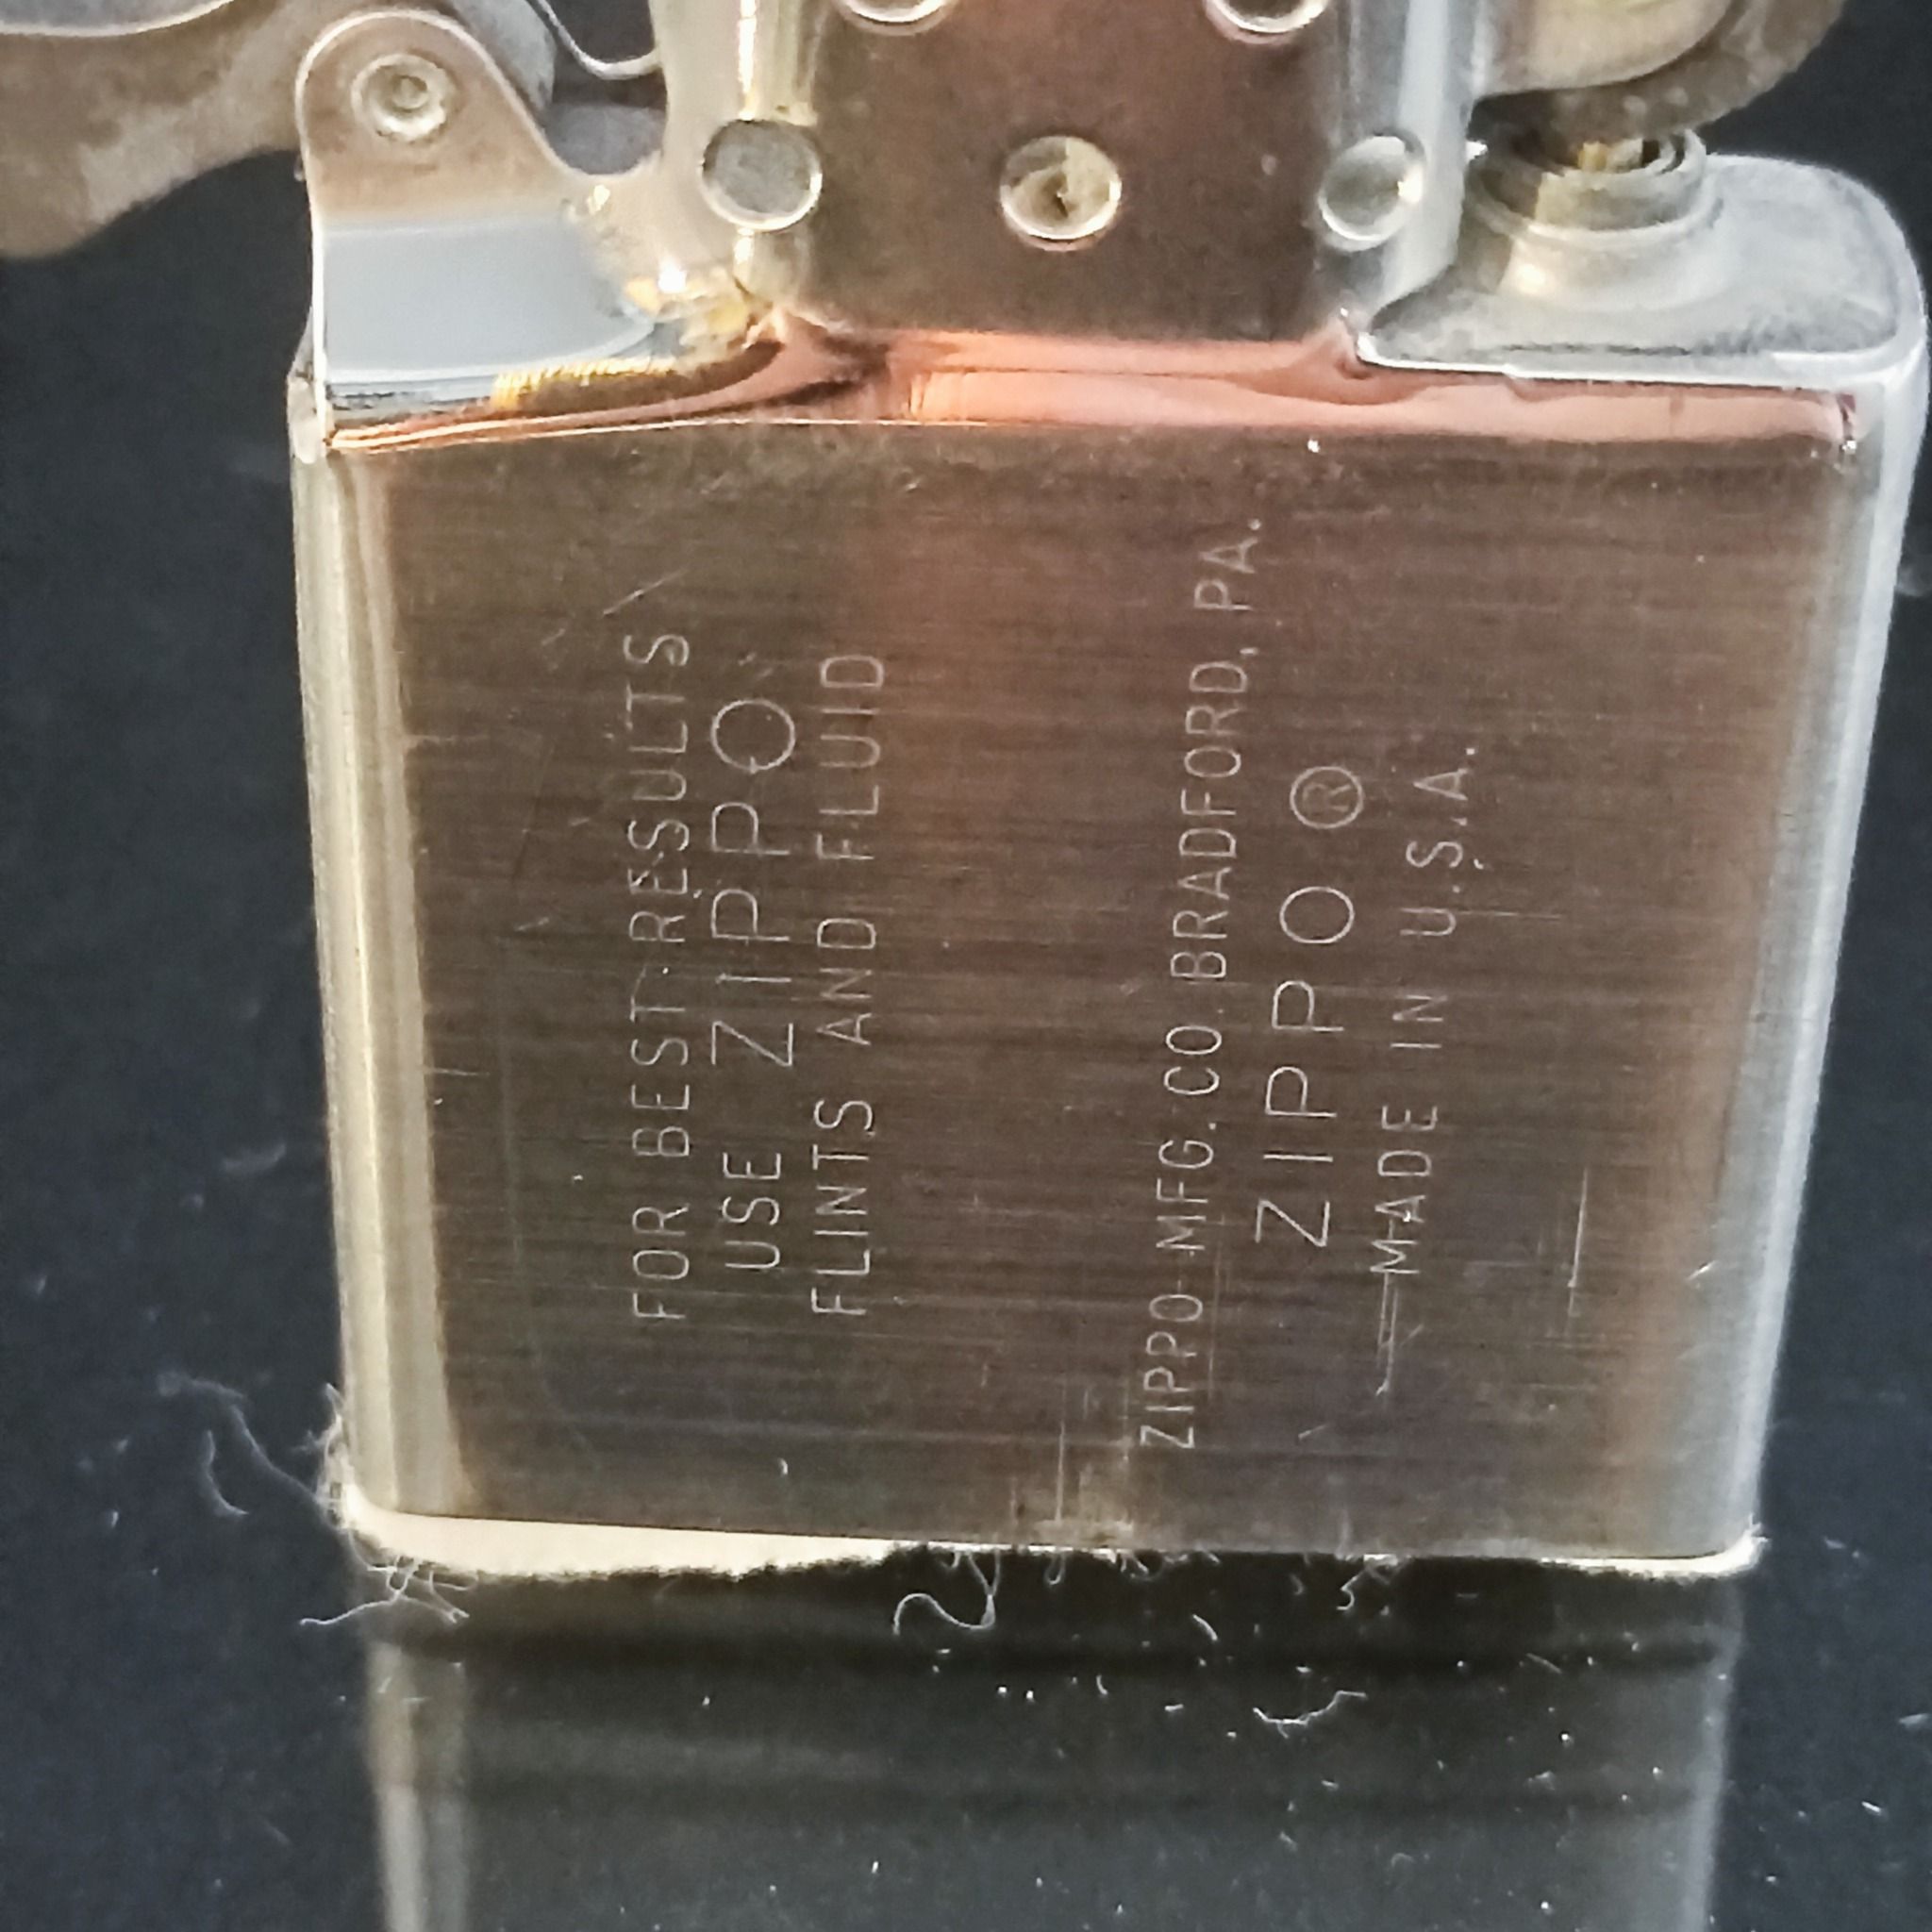 FOR BEST RESULTS
USE ZIPPO
FLINTS AND FLUID
ZIPPO MFG. CO. BRADFORD, PA.
ZIPPO ®
MADE IN U.S.A.